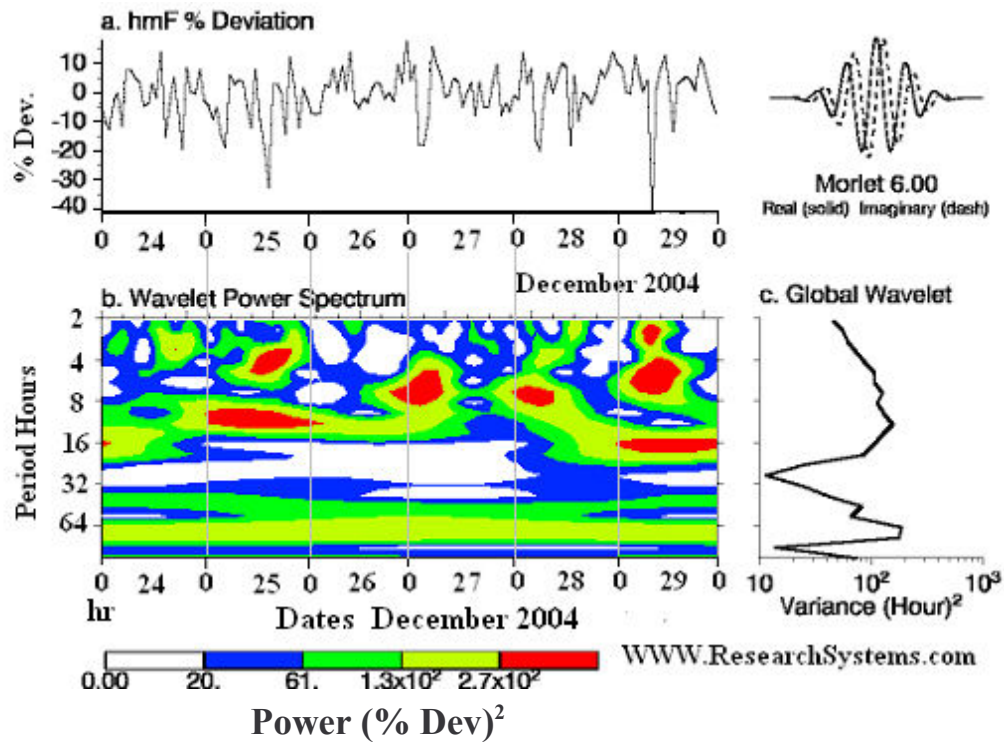 a. hmF % Deviation
% Dev.
10
0
-10
-20
-30
-40
0 24 0 25 0 26 0 27 0 28 0 29 0
December 2004
Morlet 6.00
Real (solid) Imaginary (dash)
b. Wavelet Power Spectrum
Period Hours
2
4
8
16
32
64
0 24 0 25 0 26 0 27 0 28 0 29 0
hr
Dates December 2004
c. Global Wavelet
10 10² 10³
Variance (Hour)²
0.00 20. 61. 1.3x10² 2.7x10²
Power (% Dev)²
WWW.ResearchSystems.com